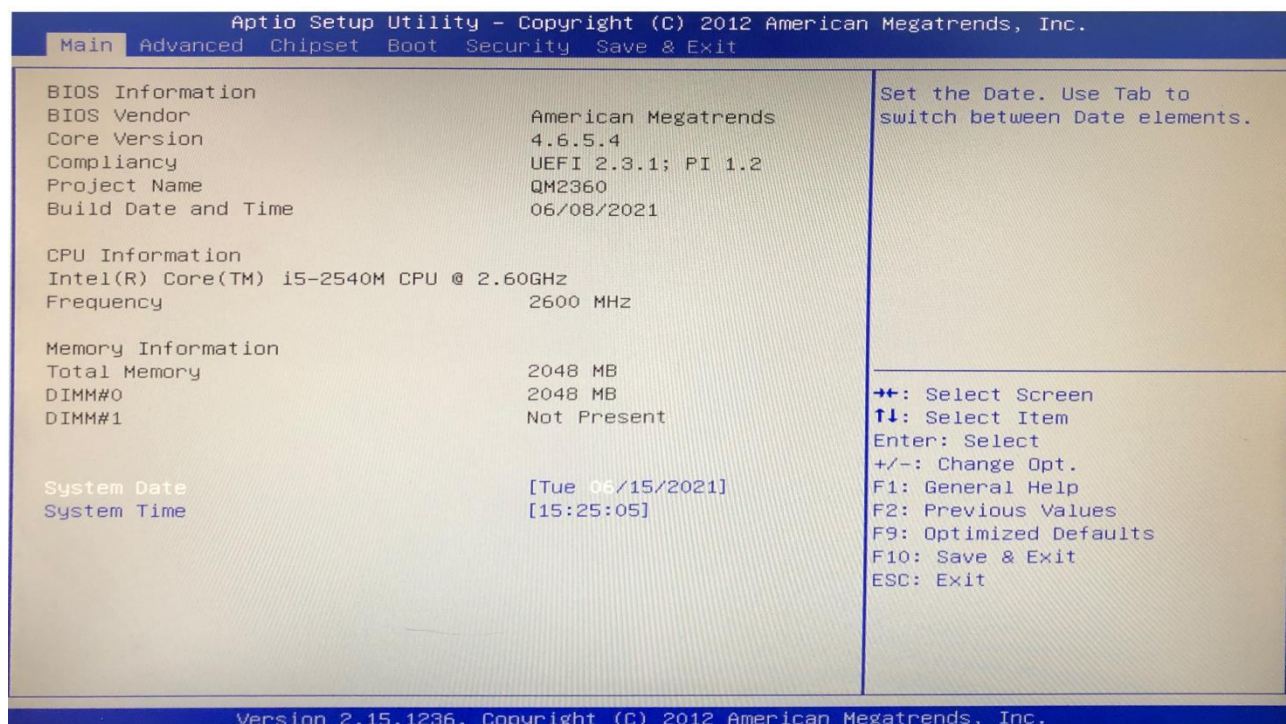 Aptio Setup Utility – Copyright (C) 2012 American Megatrends, Inc.
Main Advanced Chipset Boot Security Save & Exit
BIOS Information
BIOS Vendor American Megatrends
Core Version 4.6.5.4
Compliancy UEFI 2.3.1; PI 1.2
Project Name QM2360
Build Date and Time 06/08/2021
CPU Information
Intel(R) Core(TM) i5-2540M CPU @ 2.60GHz
Frequency 2600 MHz
Memory Information
Total Memory 2048 MB
DIMM#0 2048 MB
DIMM#1 Not Present
System Date [Tue 06/15/2021]
System Time [15:25:05]
Set the Date. Use Tab to
switch between Date elements.
→←: Select Screen
↑↓: Select Item
Enter: Select
+/-: Change Opt.
F1: General Help
F2: Previous Values
F9: Optimized Defaults
F10: Save & Exit
ESC: Exit
Version 2.15.1236. Copyright (C) 2012 American Megatrends, Inc.